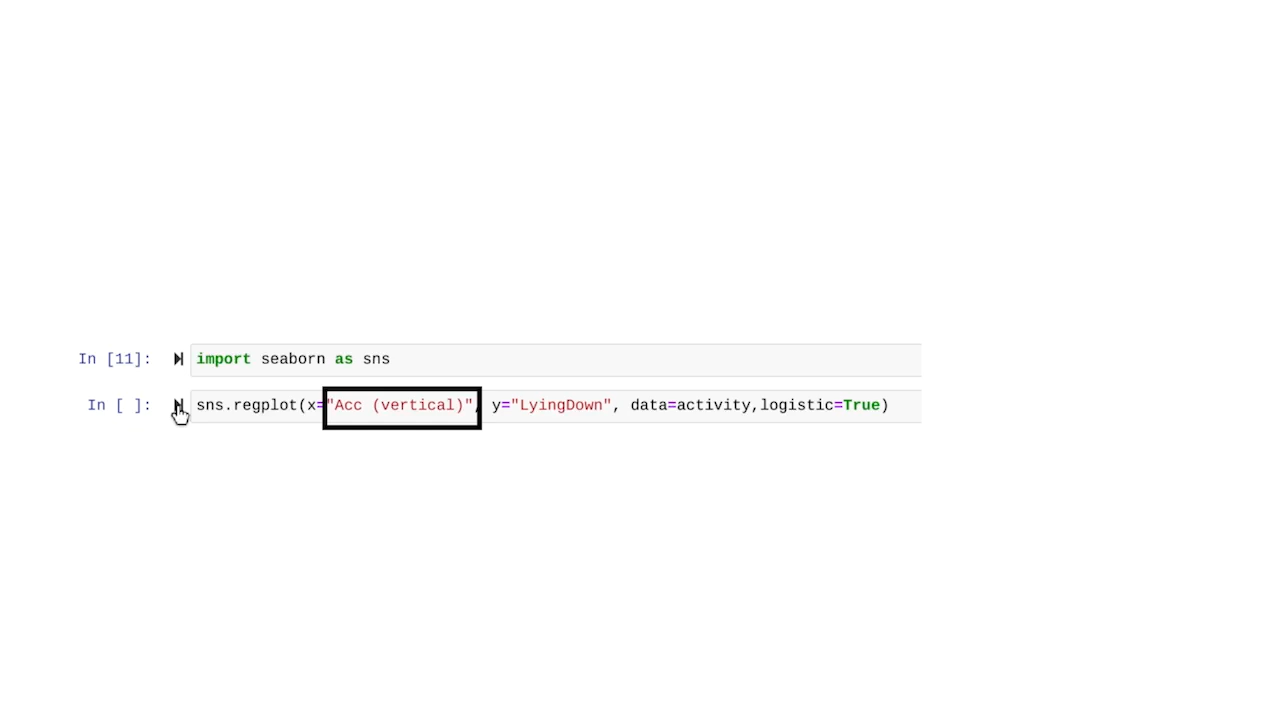 In [11]: import seaborn as sns
In [ ]: sns.regplot(x="Acc (vertical)", y="LyingDown", data=activity,logistic=True)